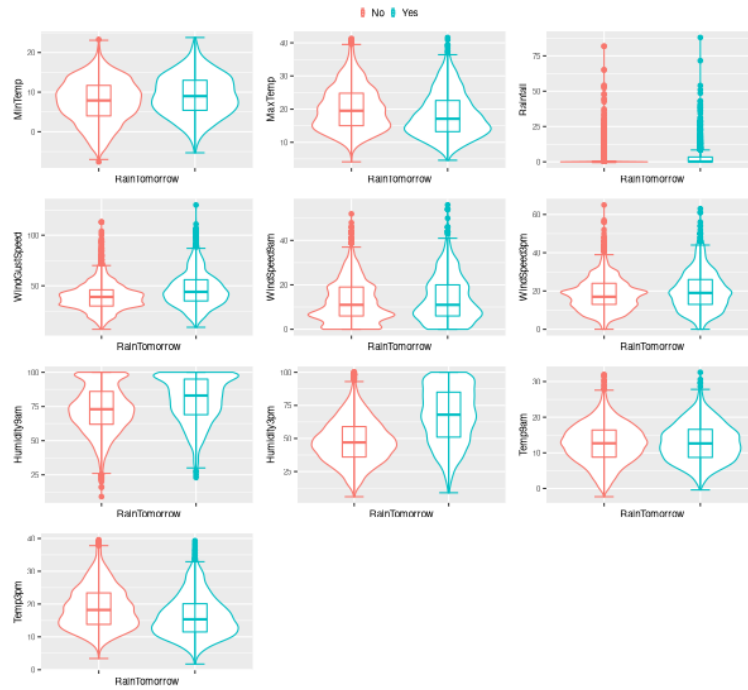 No Yes
MinTemp
20
0
RainTomorrow
MaxTemp
40
30
20
10
RainTomorrow
Rainfall
75
50
25
0
RainTomorrow
WindGustSpeed
100
50
RainTomorrow
WindSpeed9am
40
20
0
RainTomorrow
WindSpeed3pm
60
40
20
0
RainTomorrow
Humidity9am
100
75
50
25
RainTomorrow
Humidity3pm
100
75
50
25
RainTomorrow
Temp9am
30
20
10
0
RainTomorrow
Temp3pm
40
30
20
10
0
RainTomorrow